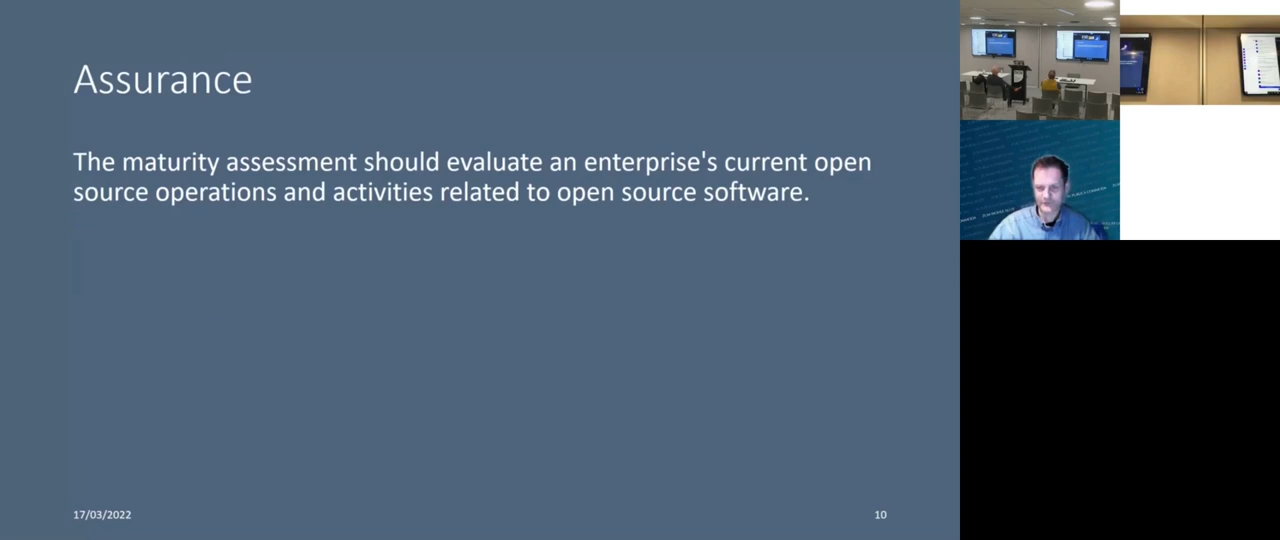 Assurance
The maturity assessment should evaluate an enterprise's current open
source operations and activities related to open source software.
17/03/2022
10